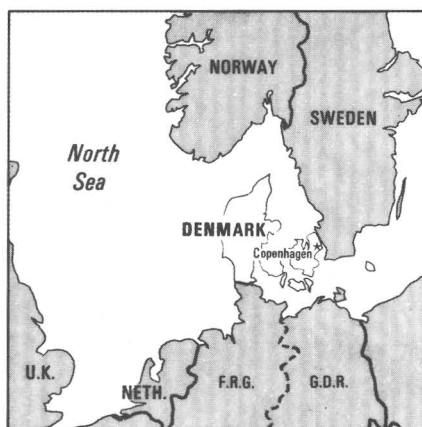 NORWAY
SWEDEN
North
Sea
DENMARK
Copenhagen
U.K.
NETH.
F.R.G.
G.D.R.